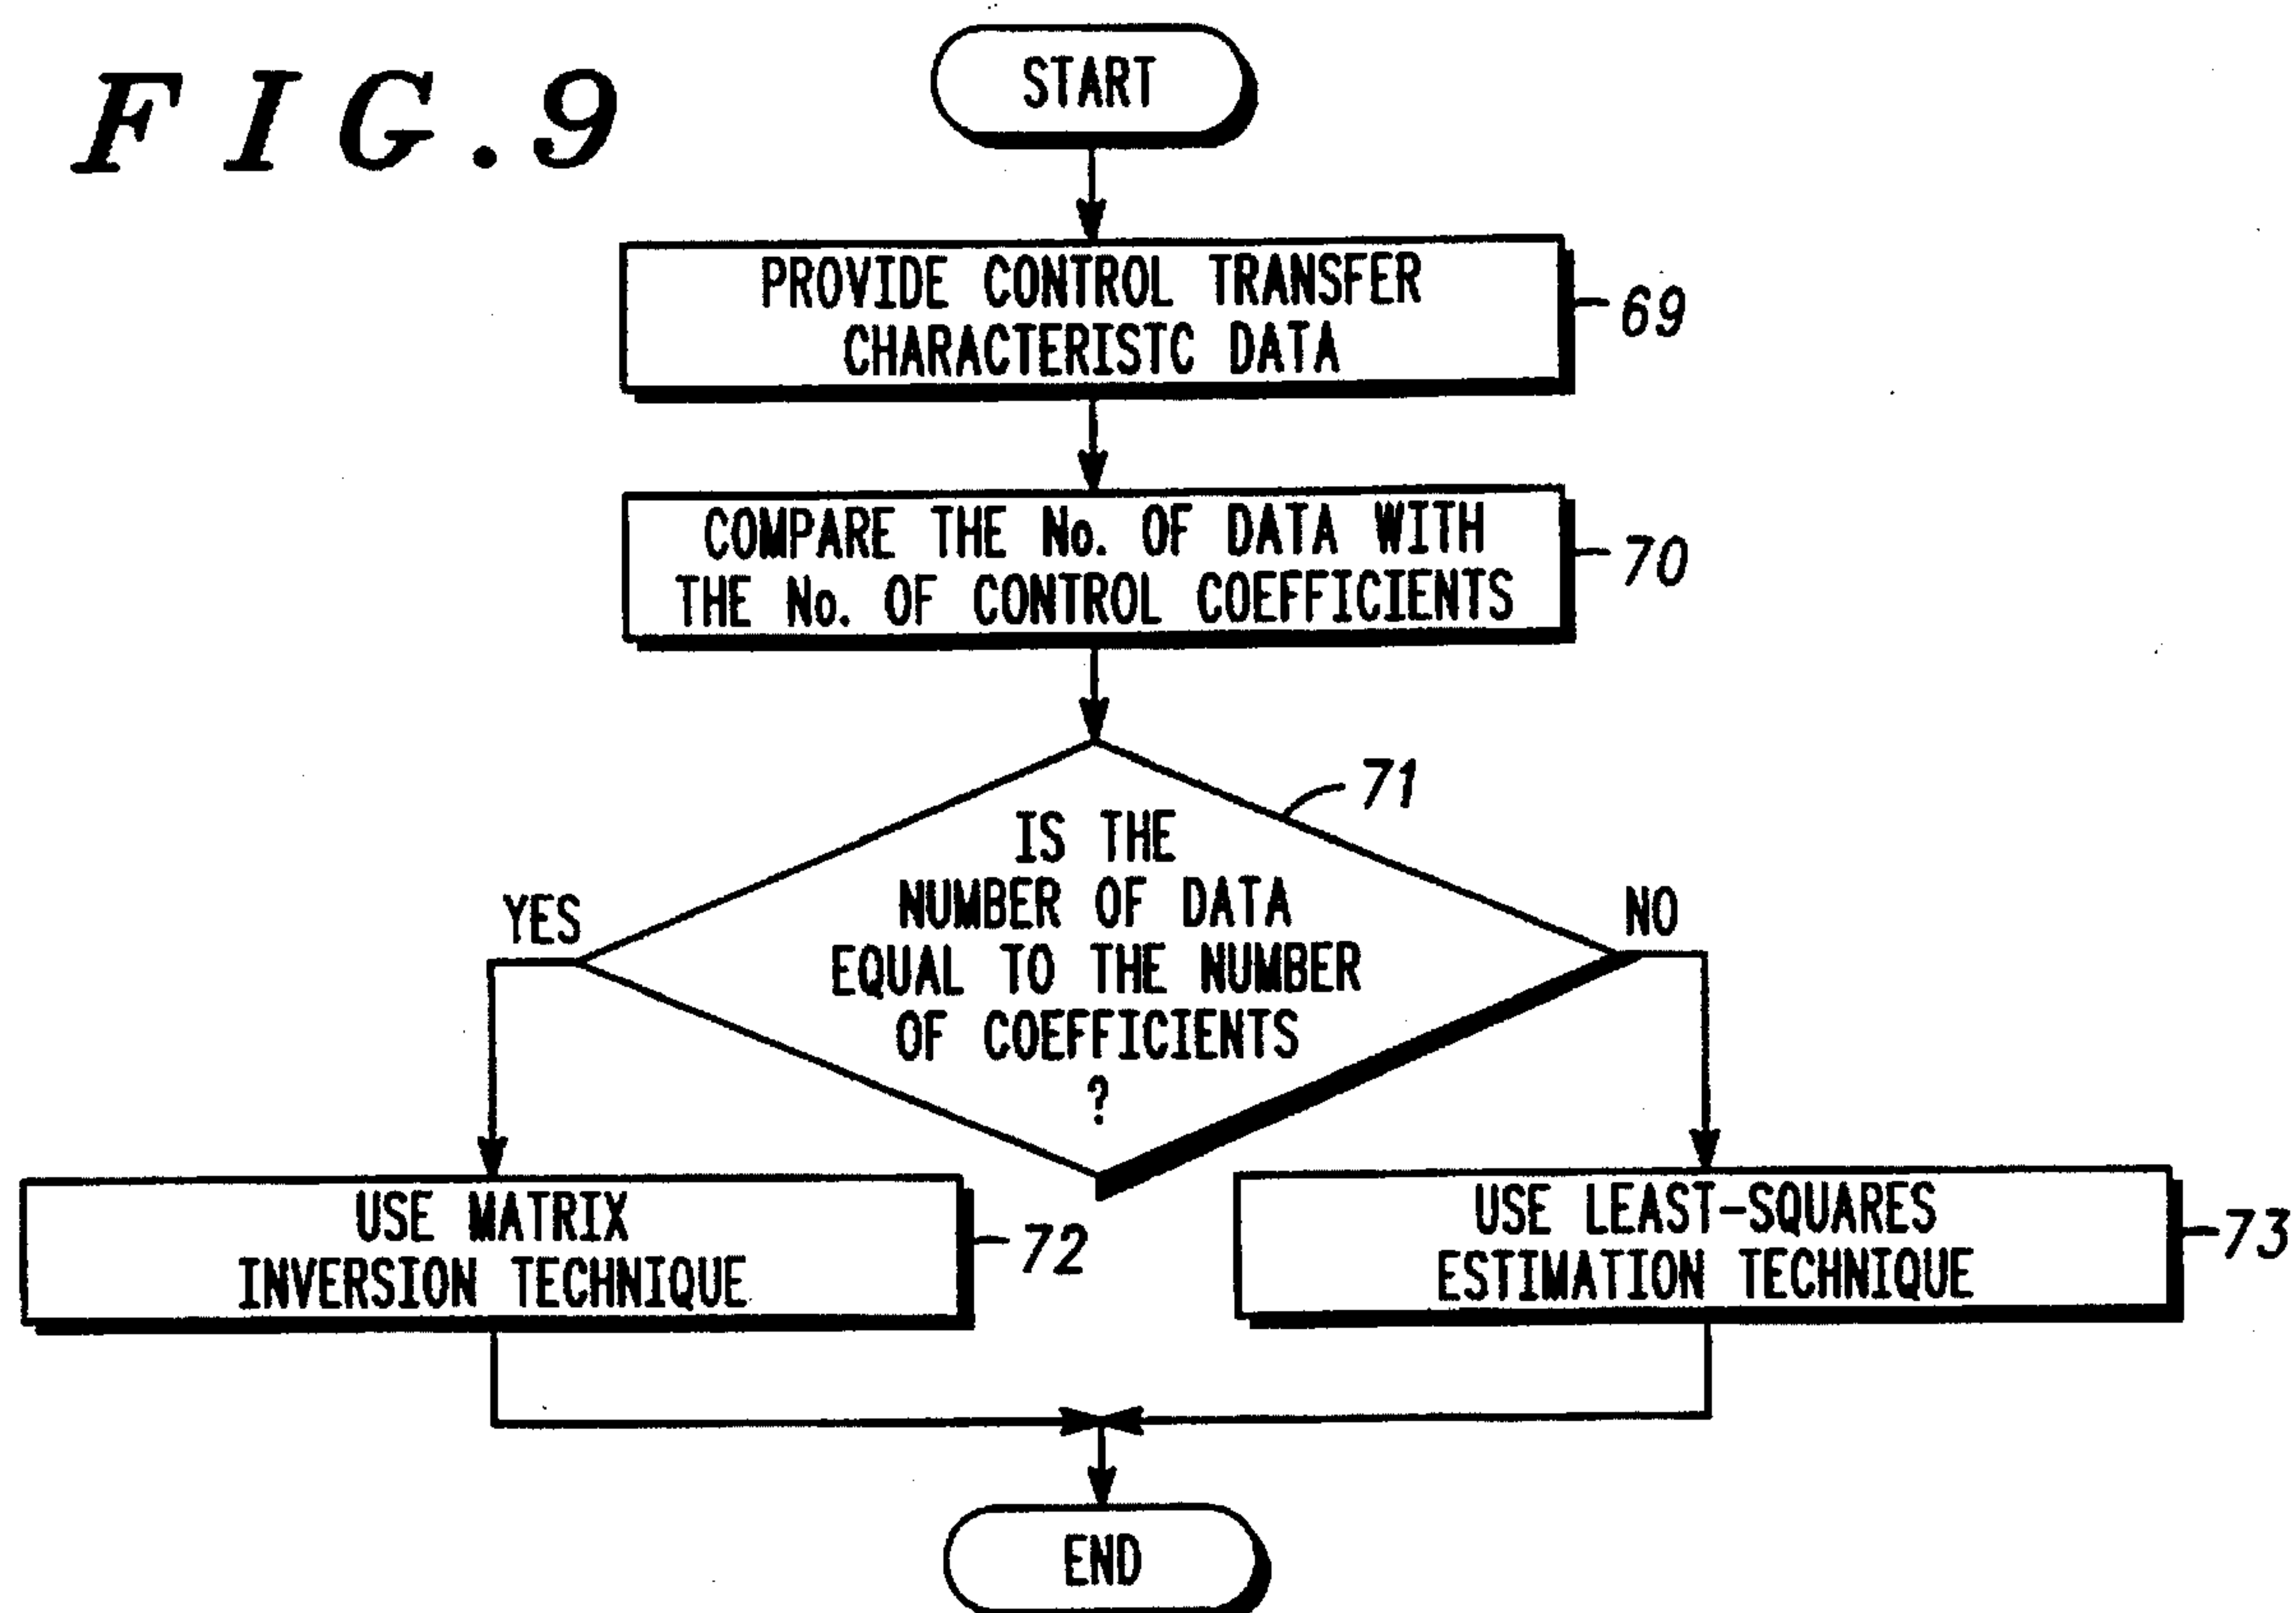 FIG.9
START
PROVIDE CONTROL TRANSFER
CHARACTERISTC DATA
69
COMPARE THE No. OF DATA WITH
THE No. OF CONTROL COEFFICIENTS
70
71
IS THE
NUMBER OF DATA
EQUAL TO THE NUMBER
OF COEFFICIENTS
?
YES
NO
USE MATRIX
INVERSION TECHNIQUE
72
USE LEAST-SQUARES
ESTIMATION TECHNIQUE
73
END